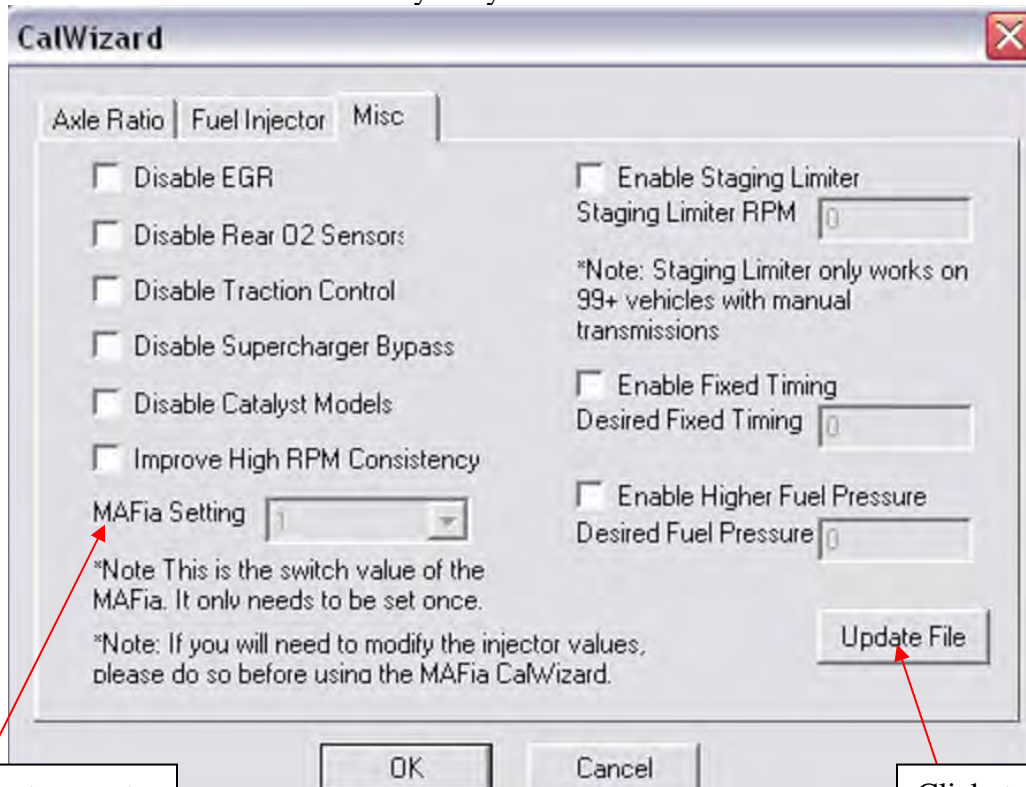 CalWizard
Axle Ratio Fuel Injector Misc
Disable EGR
Disable Rear O2 Sensors
Disable Traction Control
Disable Supercharger Bypass
Disable Catalyst Models
Improve High RPM Consistency
MAFia Setting 1
*Note This is the switch value of the
MAFia. It only needs to be set once.
*Note: If you will need to modify the injector values,
please do so before using the MAFia CalWizard.
Enable Staging Limiter
Staging Limiter RPM 0
*Note: Staging Limiter only works on
99+ vehicles with manual
transmissions
Enable Fixed Timing
Desired Fixed Timing 0
Enable Higher Fuel Pressure
Desired Fuel Pressure 0
Update File
OK Cancel